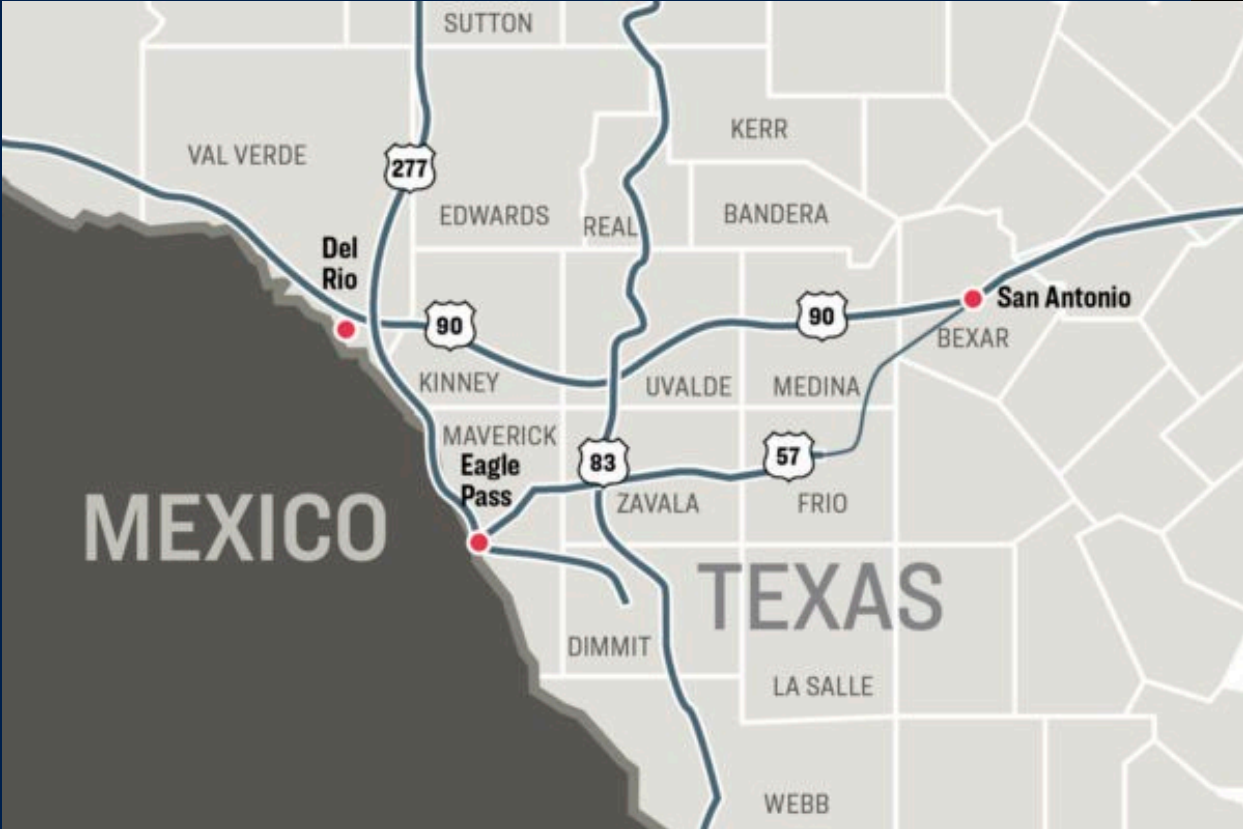 SUTTON
KERR
VAL VERDE
277
EDWARDS
REAL
BANDERA
Del
Rio
90
90
San Antonio
BEXAR
KINNEY
UVALDE
MEDINA
MAVERICK
Eagle
Pass
83
57
ZAVALA
FRIO
MEXICO
TEXAS
DIMMIT
LA SALLE
WEBB